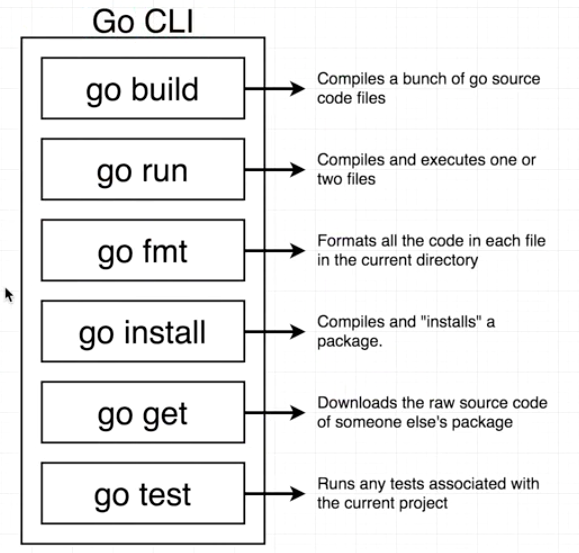 Go CLI
go build
Compiles a bunch of go source
code files
go run
Compiles and executes one or
two files
go fmt
Formats all the code in each file
in the current directory
go install
Compiles and "installs" a
package.
go get
Downloads the raw source code
of someone else's package
go test
Runs any tests associated with
the current project